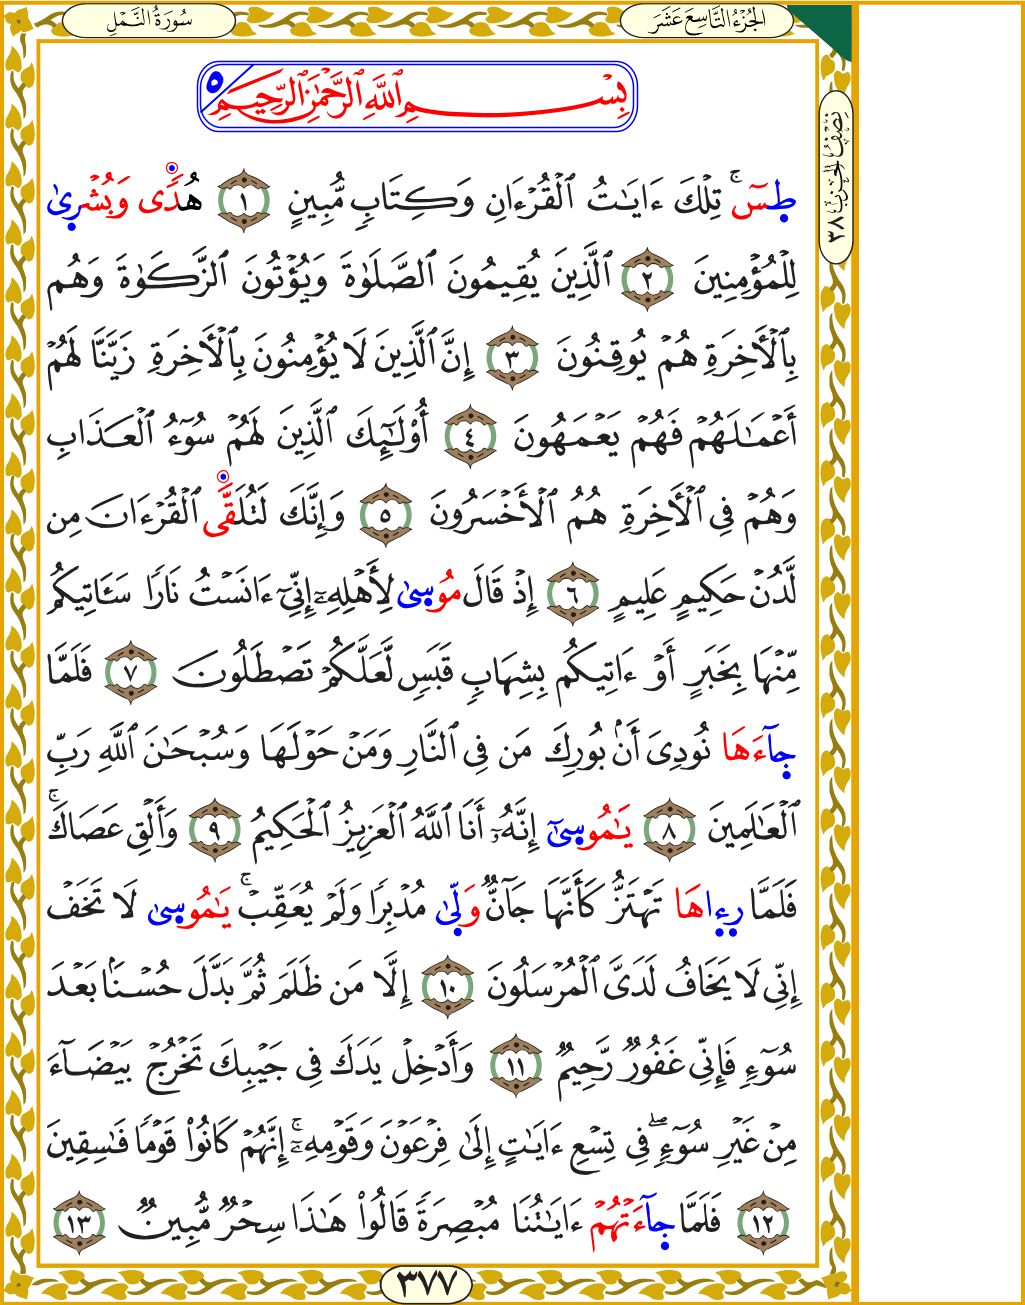 الجُزْءُ التَّاسِعَ عَشَرَ
سُورَةُ النَّمْلِ
نِصْفُ الحِزْبِ ٣٨
بِسْمِ ٱللَّهِ ٱلرَّحْمَٰنِ ٱلرَّحِيمِ ٥
طسٓۚ تِلْكَ ءَايَٰتُ ٱلْقُرْءَانِ وَكِتَابٖ مُّبِينٍ ١ هُدٗى وَبُشْر۪يٰ
لِلْمُؤْمِنِينَ ٢ ٱلَّذِينَ يُقِيمُونَ ٱلصَّلَوٰةَ وَيُؤْتُونَ ٱلزَّكَوٰةَ وَهُم
بِٱلْأٓخِرَةِ هُمْ يُوقِنُونَ ٣ إِنَّ ٱلَّذِينَ لَا يُؤْمِنُونَ بِٱلْأٓخِرَةِ زَيَّنَّا لَهُمْ
أَعْمَٰلَهُمْ فَهُمْ يَعْمَهُونَ ٤ أُوْلَٰٓئِكَ ٱلَّذِينَ لَهُمْ سُوٓءُ ٱلْعَذَابِ
وَهُمْ فِي ٱلْأٓخِرَةِ هُمُ ٱلْأَخْسَرُونَ ٥ وَإِنَّكَ لَتُلَقَّى ٱلْقُرْءَانَ مِن
لَّدُنْ حَكِيمٍ عَلِيمٍ ٦ إِذْ قَالَ مُوس۪يٰ لِأَهْلِهِۦٓ إِنِّيٓ ءَانَسْتُ نَارٗا سَـَٔاتِيكُم
مِّنْهَا بِخَبَرٍ أَوْ ءَاتِيكُم بِشِهَابٖ قَبَسٖ لَّعَلَّكُمْ تَصْطَلُونَ ٧ فَلَمَّا
جَآءَهَا نُودِيَ أَنۢ بُورِكَ مَن فِي ٱلنَّارِ وَمَنْ حَوْلَهَا وَسُبْحَٰنَ ٱللَّهِ رَبِّ
ٱلْعَٰلَمِينَ ٨ يَٰمُوس۪يٰٓ إِنَّهُۥٓ أَنَا ٱللَّهُ ٱلْعَزِيزُ ٱلْحَكِيمُ ٩ وَأَلْقِ عَصَاكَۚ
فَلَمَّا ر۪ء۪اهَا تَهْتَزُّ كَأَنَّهَا جَآنّٞ وَلّ۪يٰ مُدْبِرٗا وَلَمْ يُعَقِّبْۚ يَٰمُوس۪يٰ لَا تَخَفْ
إِنِّي لَا يَخَافُ لَدَيَّ ٱلْمُرْسَلُونَ ١٠ إِلَّا مَن ظَلَمَ ثُمَّ بَدَّلَ حُسْنَۢا بَعْدَ
سُوٓءٖ فَإِنِّي غَفُورٞ رَّحِيمٞ ١١ وَأَدْخِلْ يَدَكَ فِي جَيْبِكَ تَخْرُجْ بَيْضَآءَ
مِنْ غَيْرِ سُوٓءٖۖ فِي تِسْعِ ءَايَٰتٍ إِلَىٰ فِرْعَوْنَ وَقَوْمِهِۦٓۚ إِنَّهُمْ كَانُواْ قَوْمٗا فَٰسِقِينَ
١٢ فَلَمَّا جَآءَتْهُمْ ءَايَٰتُنَا مُبْصِرَةٗ قَالُواْ هَٰذَا سِحْرٞ مُّبِينٞ ١٣
٣٧٧